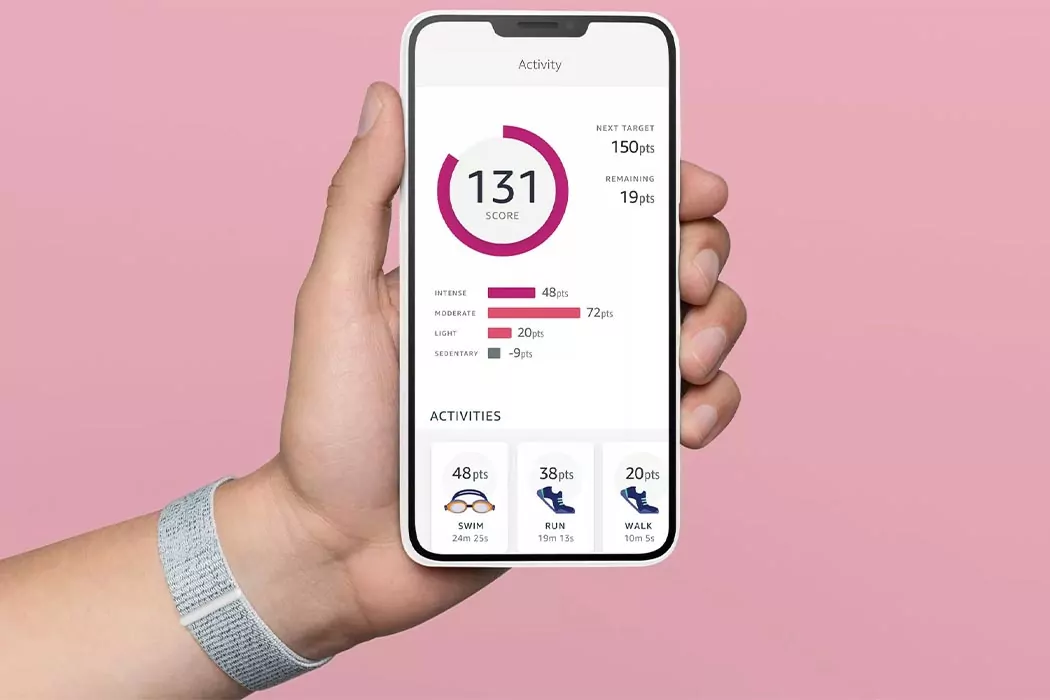 Activity
131
SCORE
NEXT TARGET
150pts
REMAINING
19pts
INTENSE 48pts
MODERATE 72pts
LIGHT 20pts
SEDENTARY -9pts
ACTIVITIES
48pts 38pts 20pts
SWIM RUN WALK
24m 25s 19m 13s 10m 5s